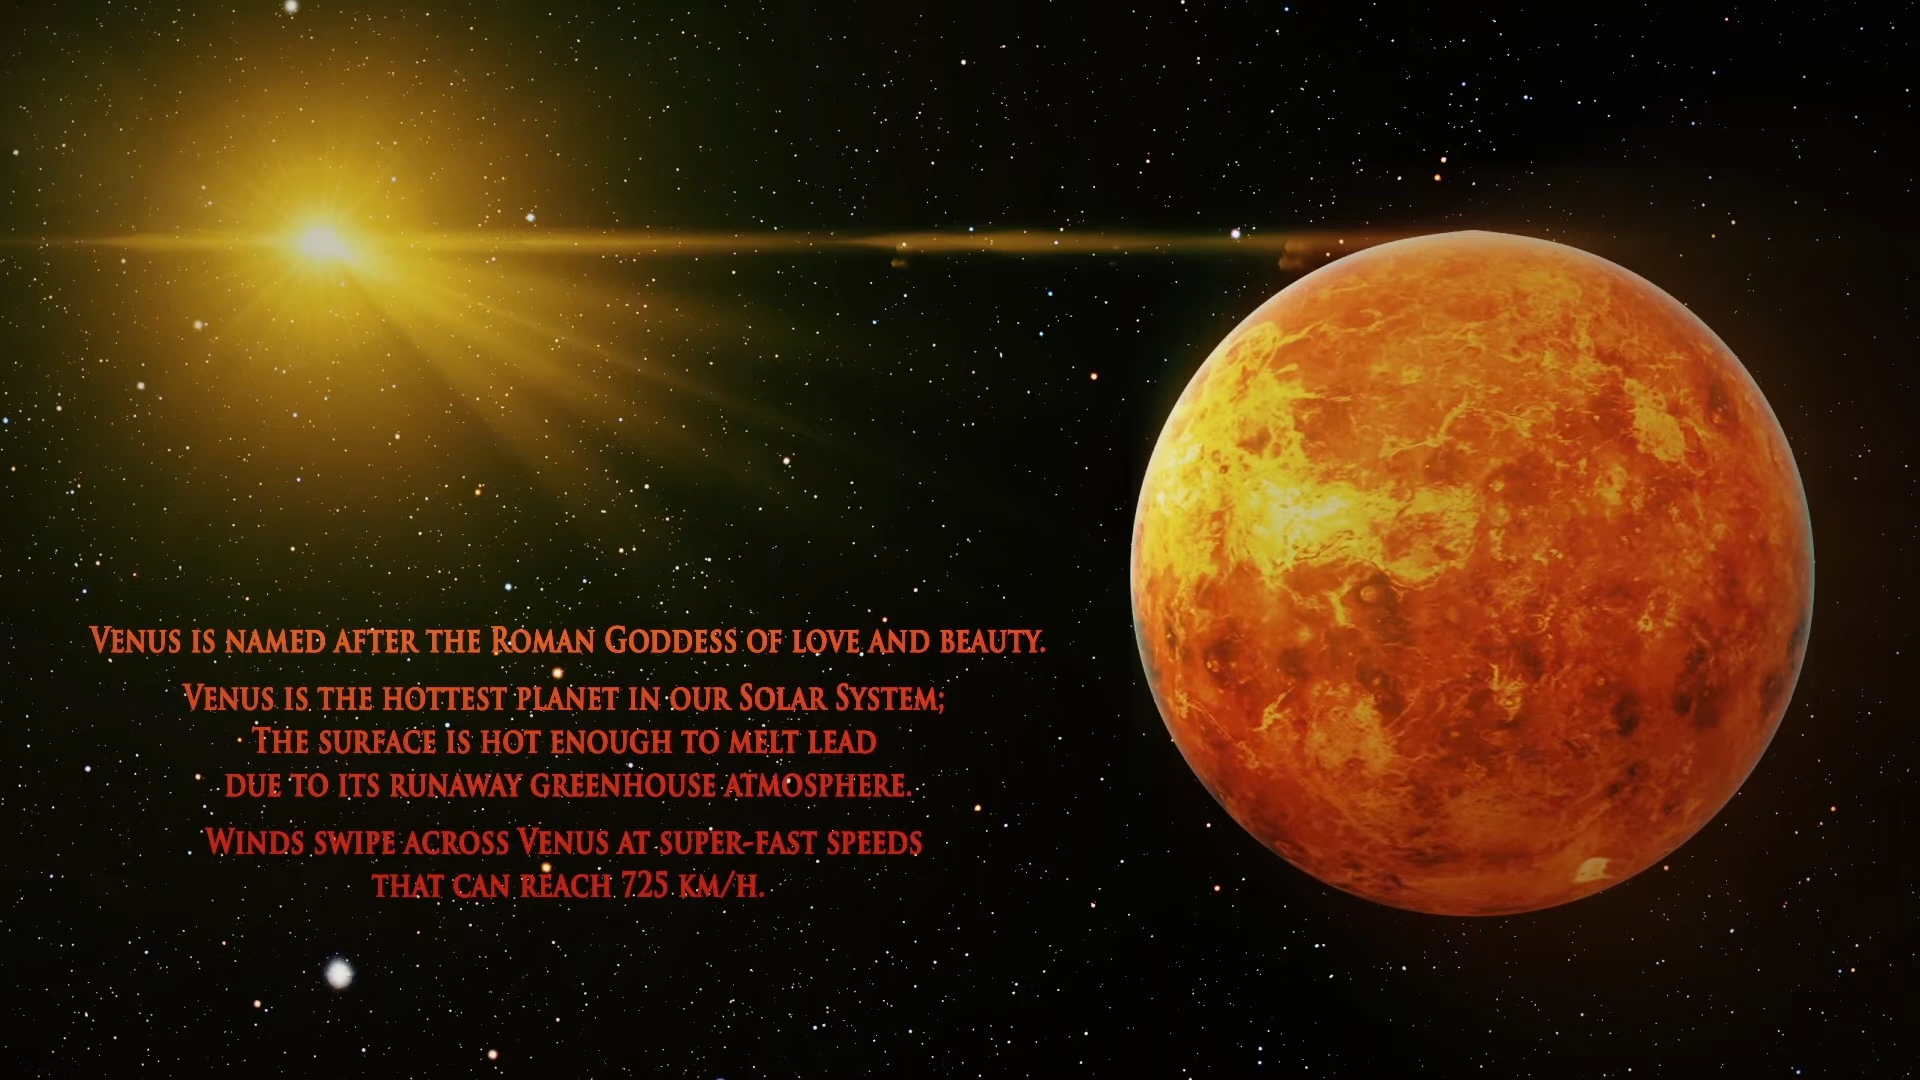 Venus is named after the Roman Goddess of love and beauty.
Venus is the hottest planet in our Solar System;
The surface is hot enough to melt lead
due to its runaway greenhouse atmosphere.
Winds swipe across Venus at super-fast speeds
that can reach 725 km/h.